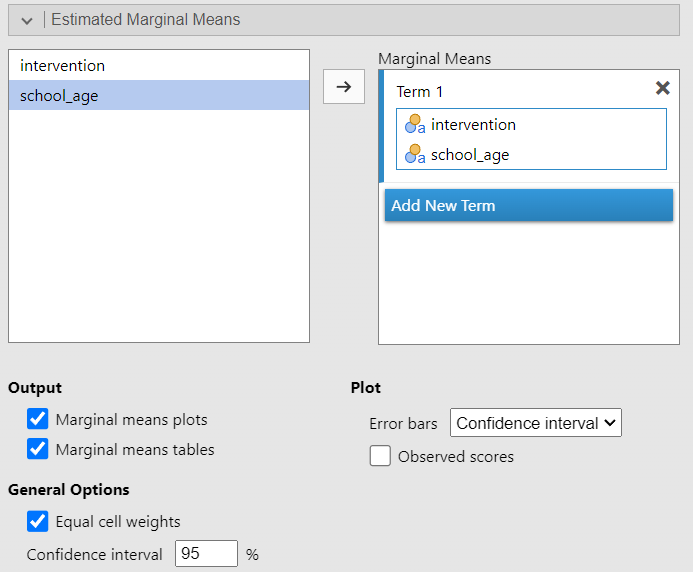 Estimated Marginal Means
intervention
school_age
Marginal Means
Term 1
intervention
school_age
Add New Term
Output
Marginal means plots
Marginal means tables
General Options
Equal cell weights
Confidence interval 95 %
Plot
Error bars Confidence interval
Observed scores